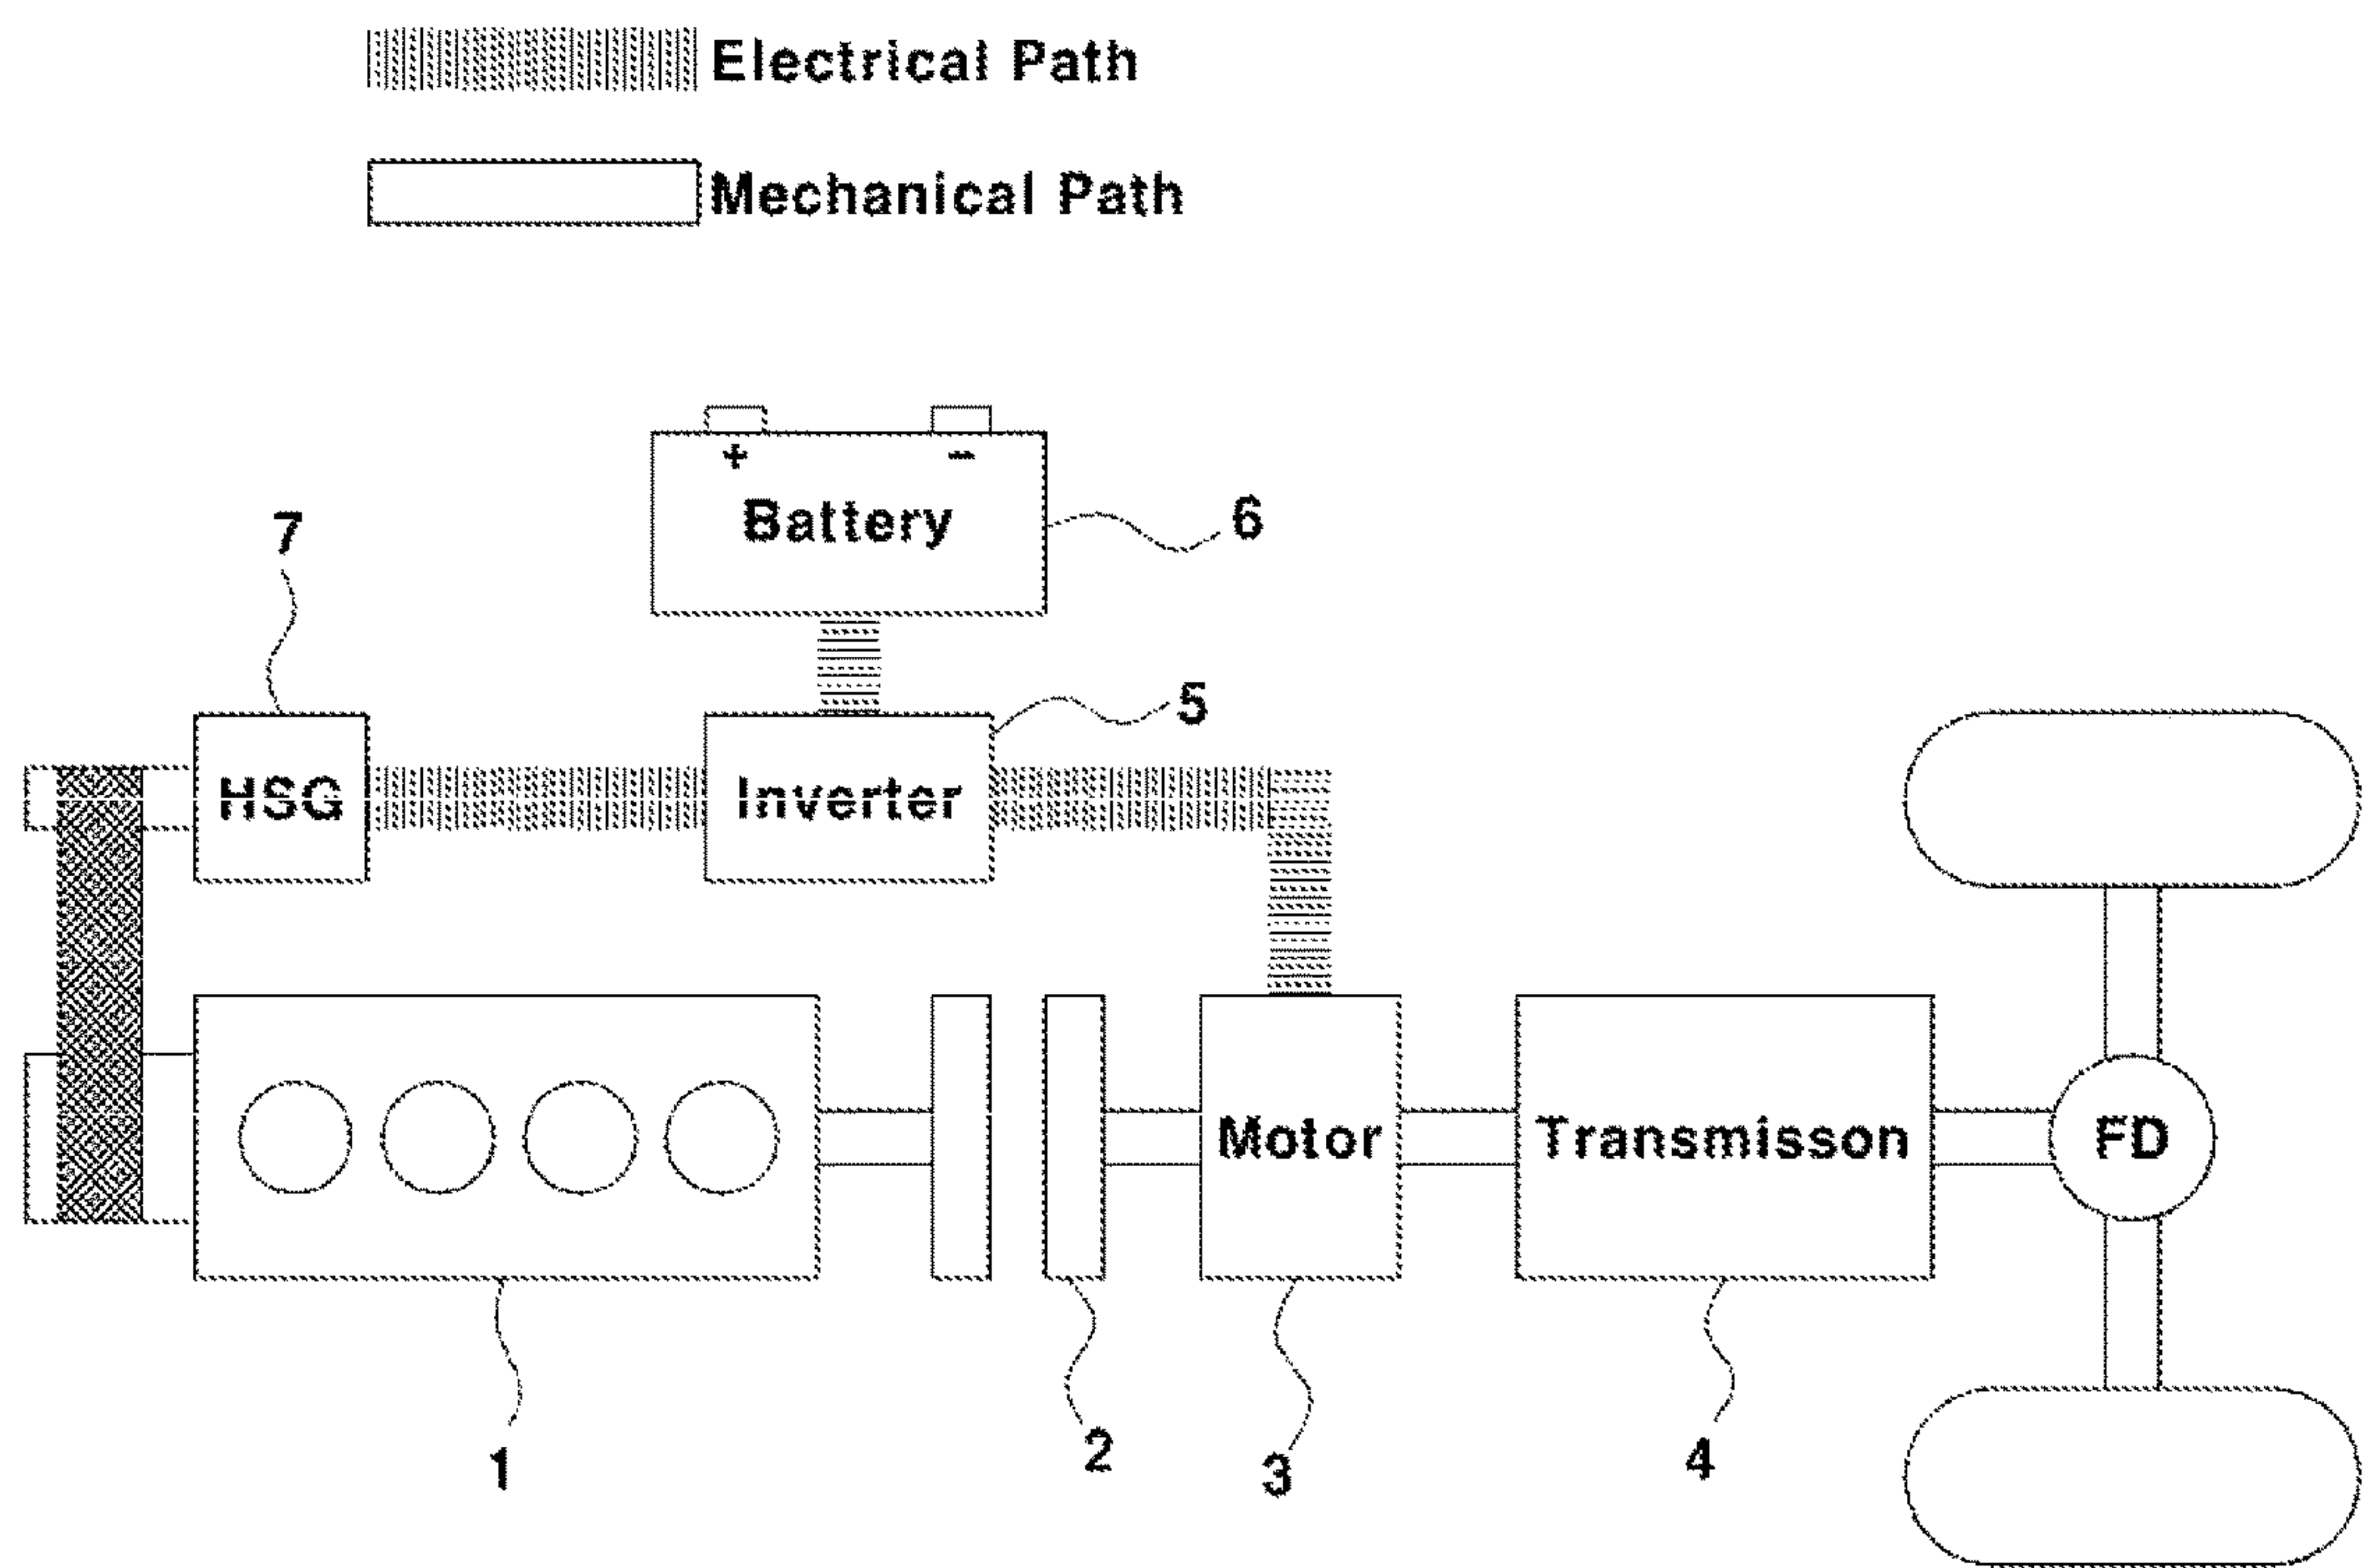 Electrical Path
Mechanical Path
+ −
Battery
6
7
5
HSG
Inverter
Motor
Transmisson
FD
1
2
3
4